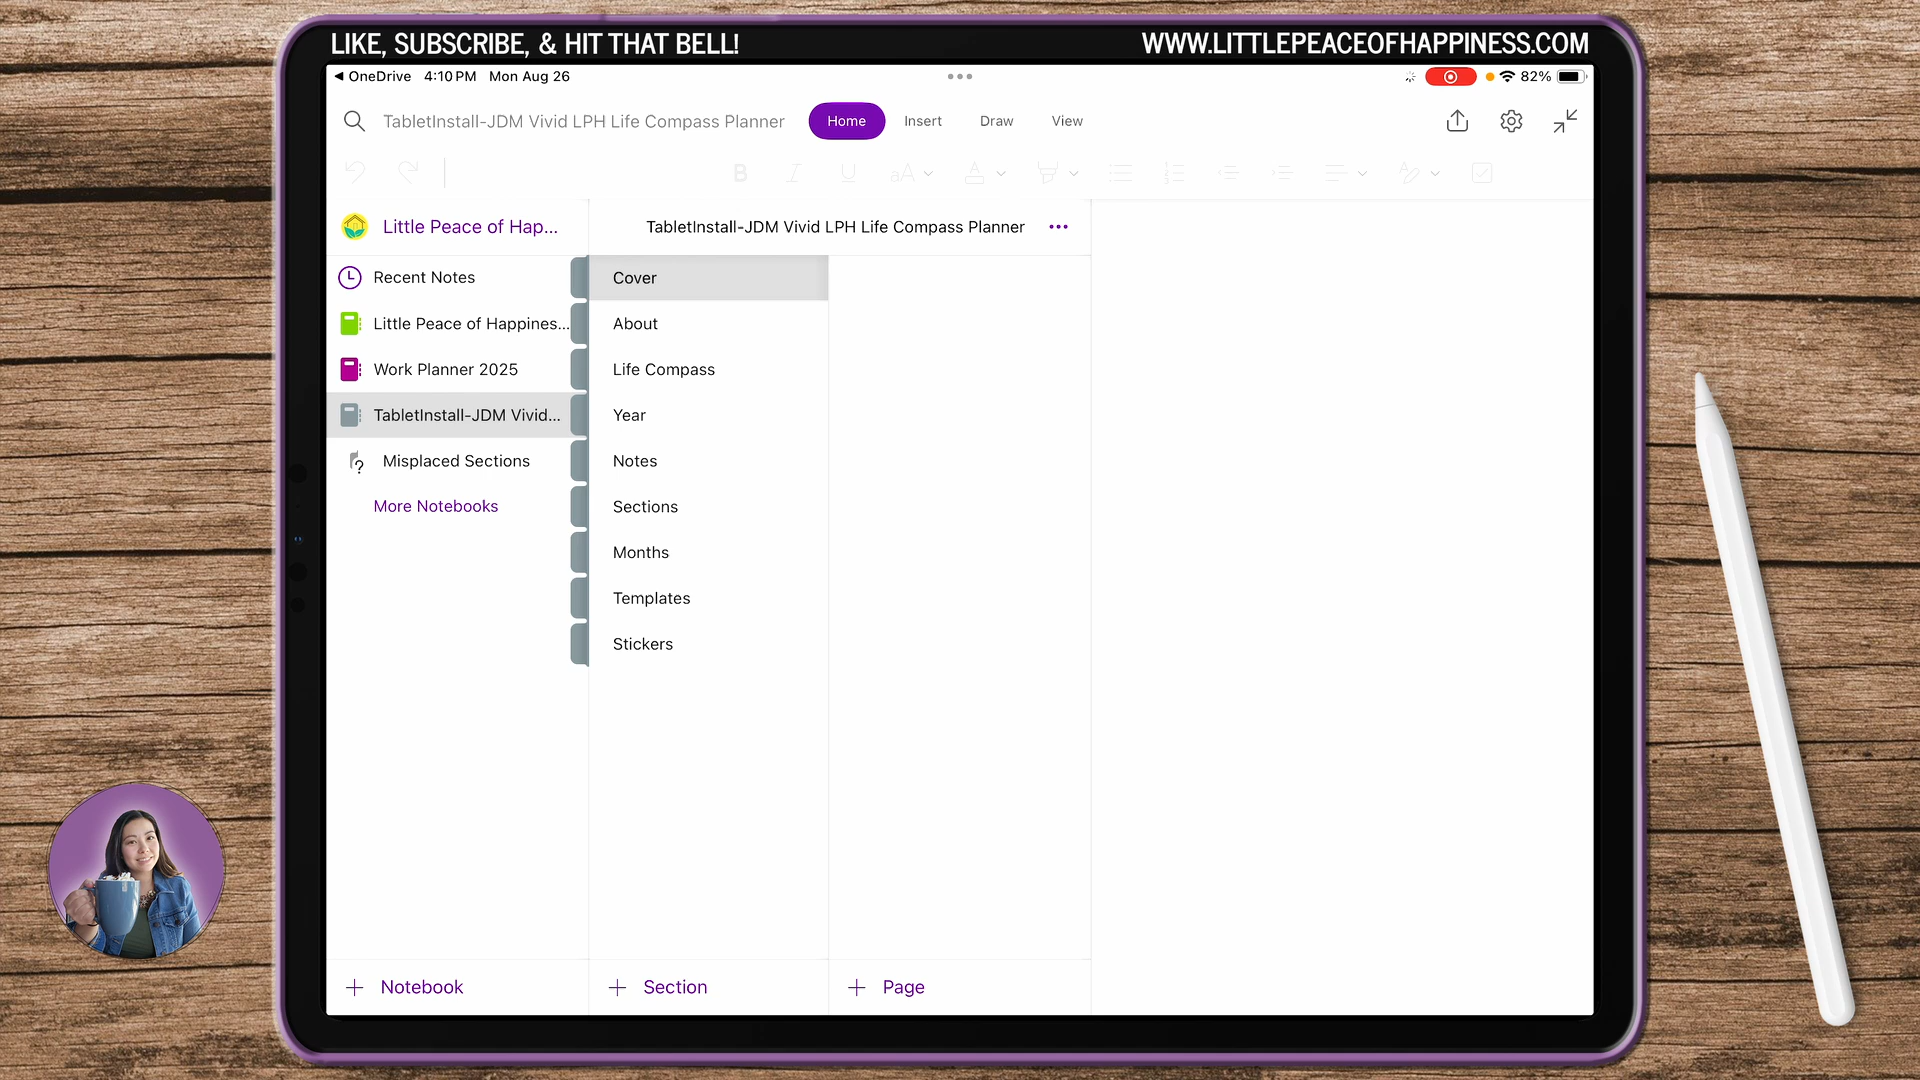 LIKE, SUBSCRIBE, & HIT THAT BELL!
WWW.LITTLEPEACEOFHAPPINESS.COM
OneDrive 4:10 PM Mon Aug 26
82%
TabletInstall-JDM Vivid LPH Life Compass Planner
Home
Insert
Draw
View
B I U aA A
Little Peace of Hap...
TabletInstall-JDM Vivid LPH Life Compass Planner
Recent Notes
Little Peace of Happines...
Work Planner 2025
TabletInstall-JDM Vivid...
Misplaced Sections
More Notebooks
Cover
About
Life Compass
Year
Notes
Sections
Months
Templates
Stickers
+ Notebook
+ Section
+ Page